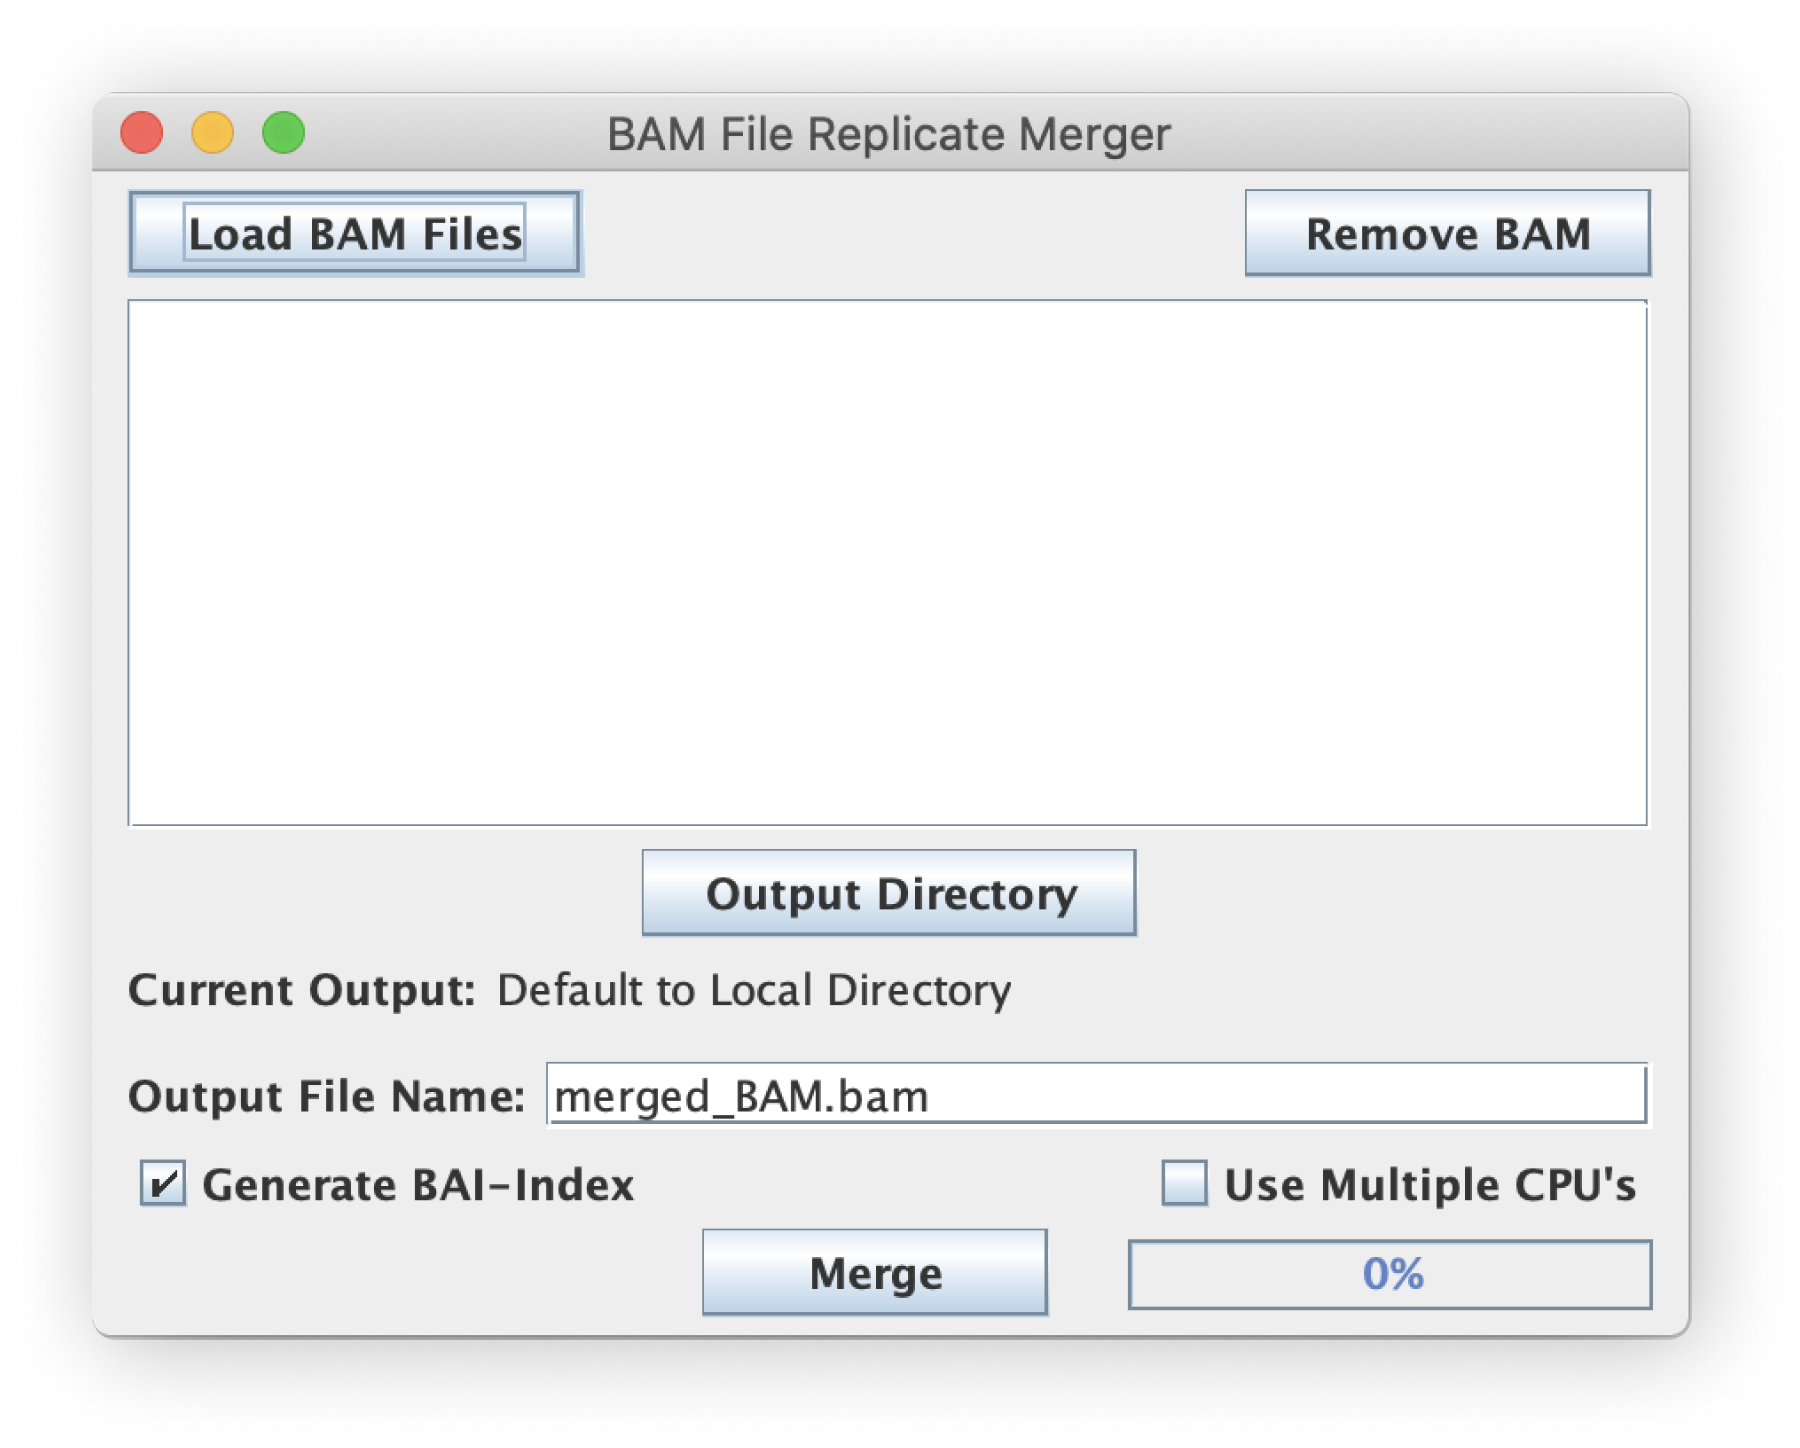 BAM File Replicate Merger
Load BAM Files
Remove BAM
Output Directory
Current Output: Default to Local Directory
Output File Name: merged_BAM.bam
Generate BAI-Index
Use Multiple CPU's
Merge
0%